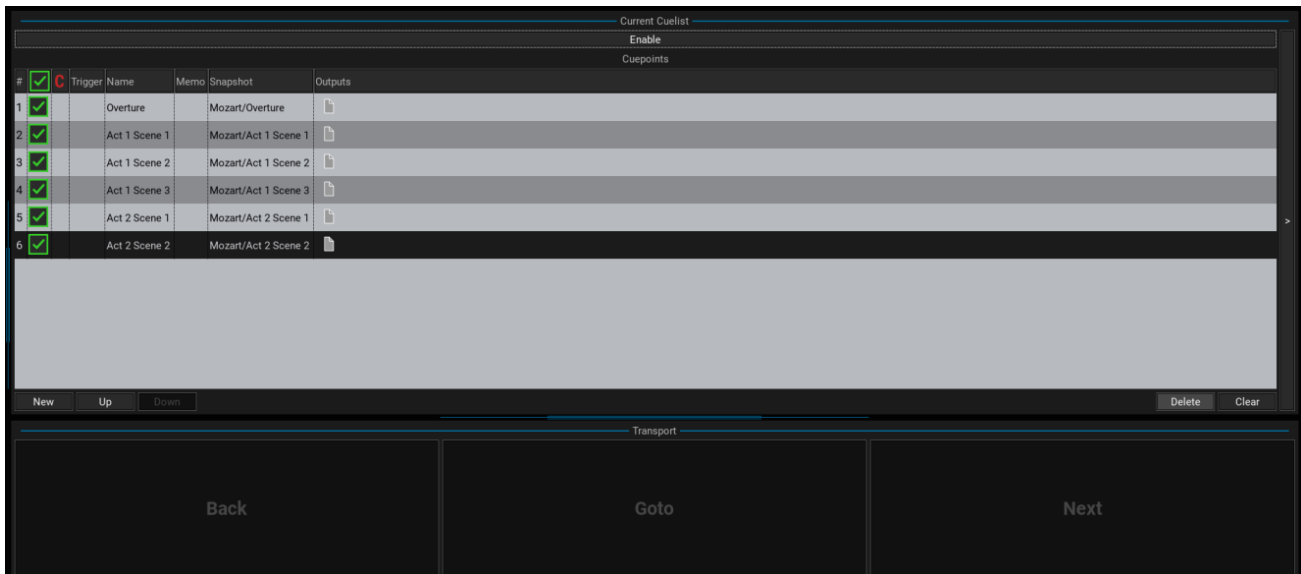 Current Cuelist
Enable
Cuepoints
# C Trigger Name Memo Snapshot Outputs
1 Overture Mozart/Overture
2 Act 1 Scene 1 Mozart/Act 1 Scene 1
3 Act 1 Scene 2 Mozart/Act 1 Scene 2
4 Act 1 Scene 3 Mozart/Act 1 Scene 3
5 Act 2 Scene 1 Mozart/Act 2 Scene 1
6 Act 2 Scene 2 Mozart/Act 2 Scene 2
>
New Up Down Delete Clear
Transport
Back Goto Next